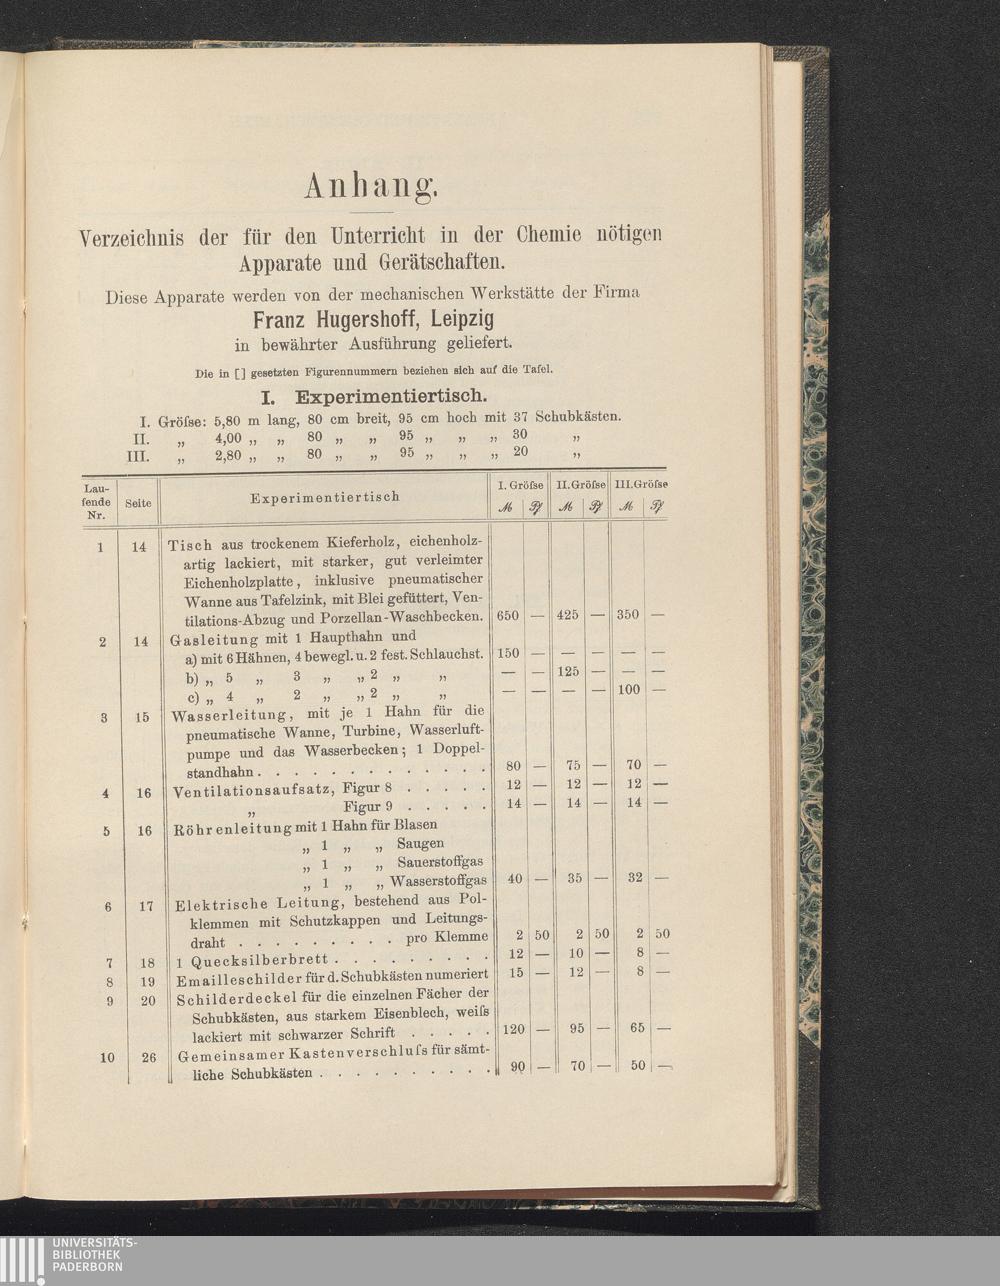 Anhang.
Verzeichnis der für den Unterricht in der Chemie nötigen
Apparate und Gerätschaften.
Diese Apparate werden von der mechanischen Werkstätte der Firma
Franz Hugershoff, Leipzig
in bewährter Ausführung geliefert.
Die in [] gesetzten Figurennummern beziehen sich auf die Tafel.
I. Experimentiertisch.
I. Gröſse: 5,80 m lang, 80 cm breit, 95 cm hoch mit 37 Schubkästen.
II. „ 4,00 „ „ 80 „ „ 95 „ „ „ 30 „
III. „ 2,80 „ „ 80 „ „ 95 „ „ „ 20 „
Lau-
fende
Nr. Seite Experimentiertisch I. Gröſse II. Gröſse III. Gröſse
ℳ ₰ ℳ ₰ ℳ ₰
1 14 Tisch aus trockenem Kieferholz, eichenholz-
artig lackiert, mit starker, gut verleimter
Eichenholzplatte, inklusive pneumatischer
Wanne aus Tafelzink, mit Blei gefüttert, Ven-
tilations-Abzug und Porzellan-Waschbecken. 650 — 425 — 350 —
2 14 Gasleitung mit 1 Haupthahn und
a) mit 6 Hähnen, 4 bewegl. u. 2 fest. Schlauchst. 150 — — — — —
b) „ 5 „ 3 „ „ 2 „ „ — — 125 — — —
c) „ 4 „ 2 „ „ 2 „ „ — — — — 100 —
3 15 Wasserleitung, mit je 1 Hahn für die
pneumatische Wanne, Turbine, Wasserluft-
pumpe und das Wasserbecken; 1 Doppel-
standhahn . . . . . . . . . . . . . 80 — 75 — 70 —
4 16 Ventilationsaufsatz, Figur 8 . . . . . 12 — 12 — 12 —
„ Figur 9 . . . . . 14 — 14 — 14 —
5 16 Röhrenleitung mit 1 Hahn für Blasen
„ 1 „ „ Saugen
„ 1 „ „ Sauerstoffgas
„ 1 „ „ Wasserstoffgas 40 — 35 — 32 —
6 17 Elektrische Leitung, bestehend aus Pol-
klemmen mit Schutzkappen und Leitungs-
draht . . . . . . . . . pro Klemme 2 50 2 50 2 50
7 18 1 Quecksilberbrett . . . . . . . . . 12 — 10 — 8 —
8 19 Emailleschilder für d. Schubkästen numeriert 15 — 12 — 8 —
9 20 Schilderdeckel für die einzelnen Fächer der
Schubkästen, aus starkem Eisenblech, weiſs
lackiert mit schwarzer Schrift . . . . . 120 — 95 — 65 —
10 26 Gemeinsamer Kastenverschluſs für sämt-
liche Schubkästen . . . . . . . . . . 90 — 70 — 50 —
UNIVERSITÄTS-
BIBLIOTHEK
PADERBORN